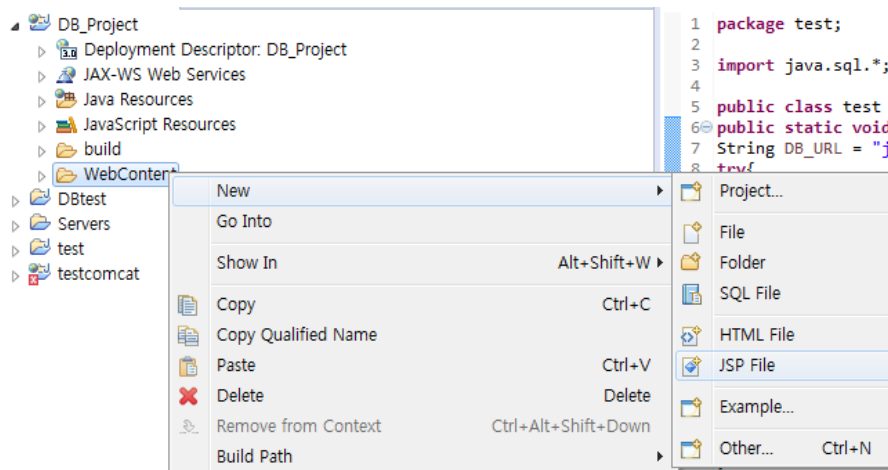 DB_Project
Deployment Descriptor: DB_Project
JAX-WS Web Services
Java Resources
JavaScript Resources
build
WebContent
DBtest
Servers
test
testcomcat
3.0
New
Go Into
Show In Alt+Shift+W
Copy Ctrl+C
Copy Qualified Name
Paste Ctrl+V
Delete Delete
Remove from Context Ctrl+Alt+Shift+Down
Build Path
Project...
File
Folder
SQL File
HTML File
JSP File
Example...
Other... Ctrl+N
1 package test;
2
3 import java.sql.*;
4
5 public class test
6 public static void
7 String DB_URL = "j
8 try{